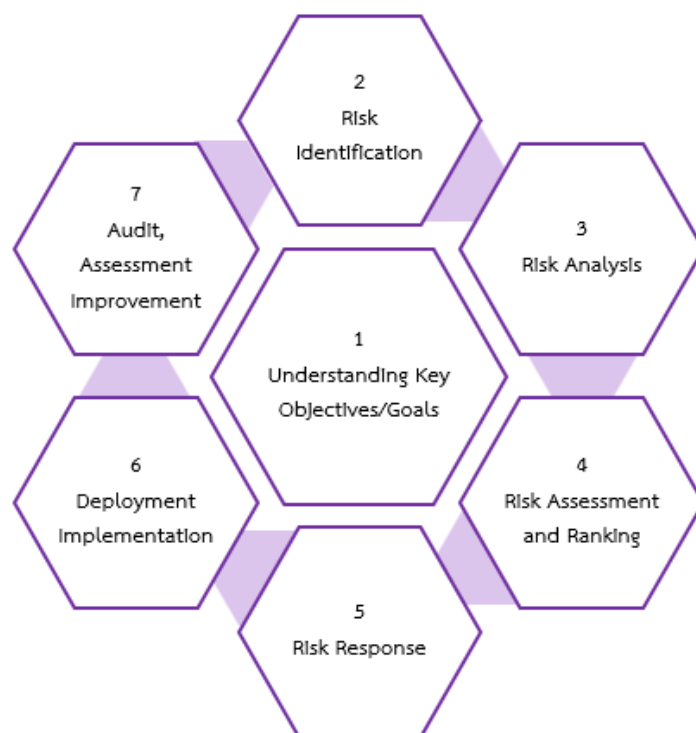 1
Understanding Key
Objectives/Goals
2
Risk
Identification
3
Risk Analysis
4
Risk Assessment
and Ranking
5
Risk Response
6
Deployment
Implementation
7
Audit,
Assessment
Improvement